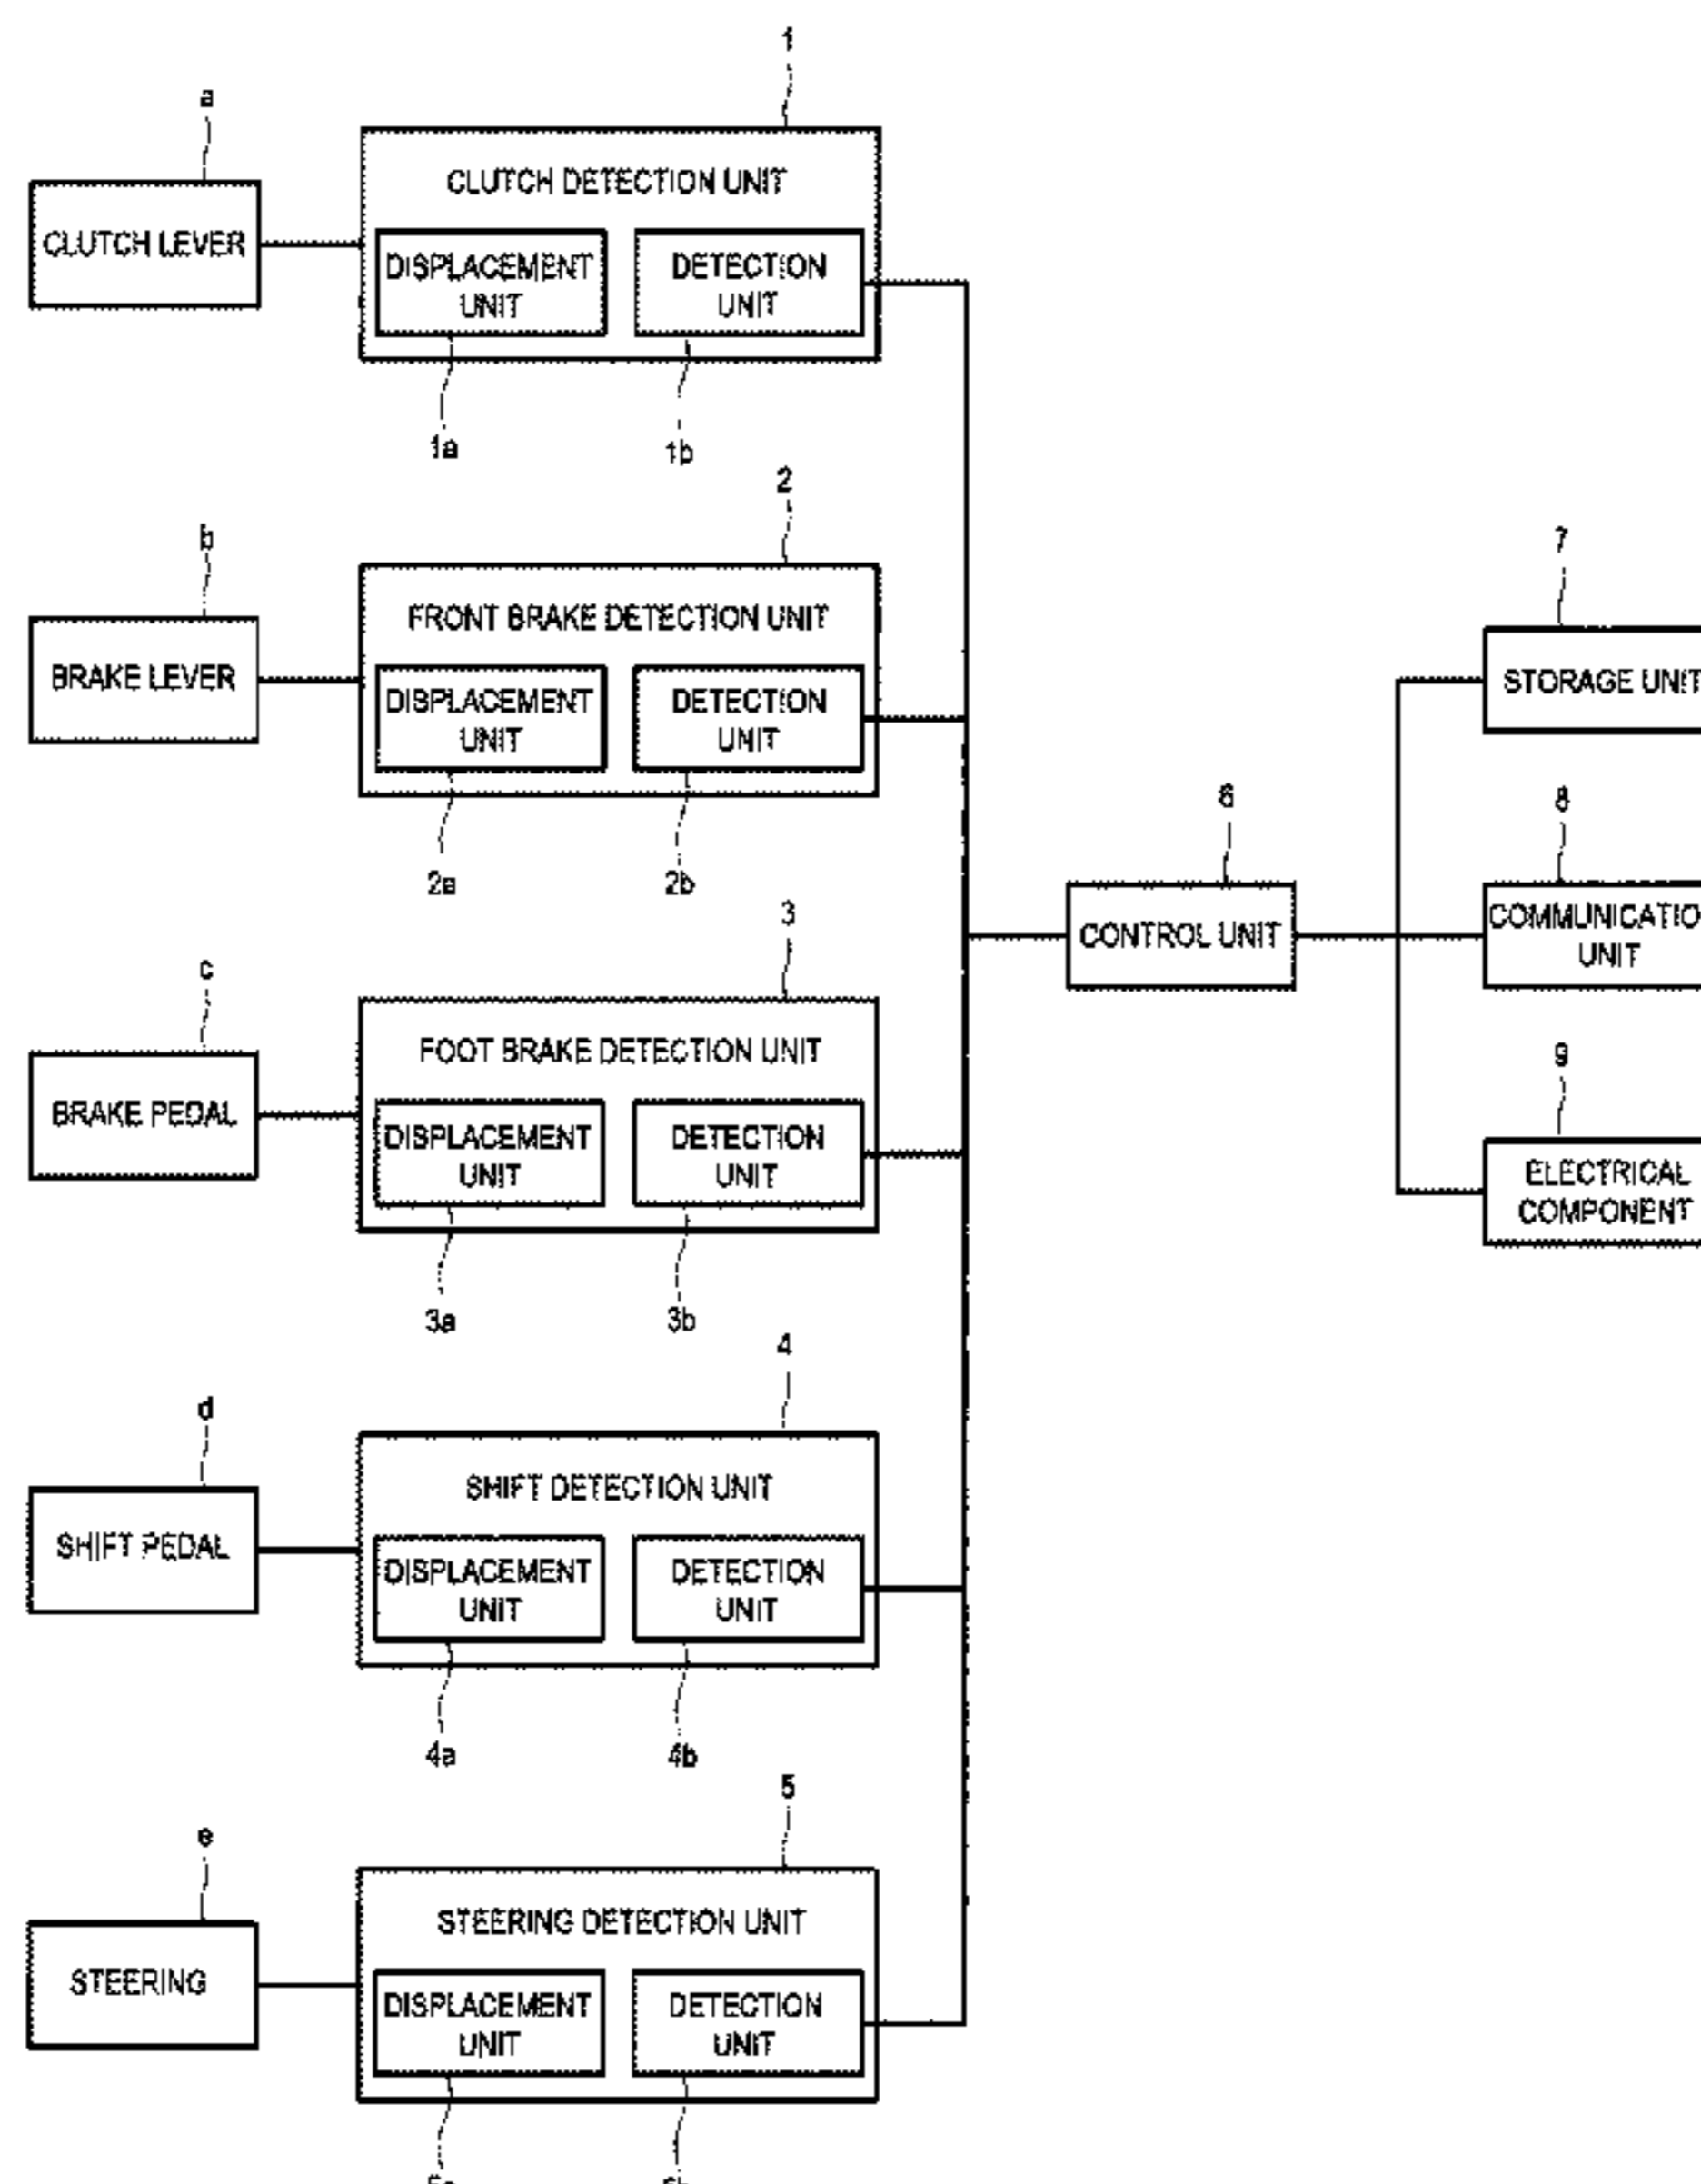 1
a
CLUTCH DETECTION UNIT
CLUTCH LEVER
DISPLACEMENT
UNIT
DETECTION
UNIT
1a
1b
2
b
FRONT BRAKE DETECTION UNIT
BRAKE LEVER
DISPLACEMENT
UNIT
DETECTION
UNIT
2a
2b
3
c
FOOT BRAKE DETECTION UNIT
BRAKE PEDAL
DISPLACEMENT
UNIT
DETECTION
UNIT
3a
3b
4
d
SHIFT DETECTION UNIT
SHIFT PEDAL
DISPLACEMENT
UNIT
DETECTION
UNIT
4a
4b
5
e
STEERING DETECTION UNIT
STEERING
DISPLACEMENT
UNIT
DETECTION
UNIT
6
CONTROL UNIT
7
STORAGE UNIT
8
COMMUNICATIO
UNIT
9
ELECTRICAL
COMPONENT